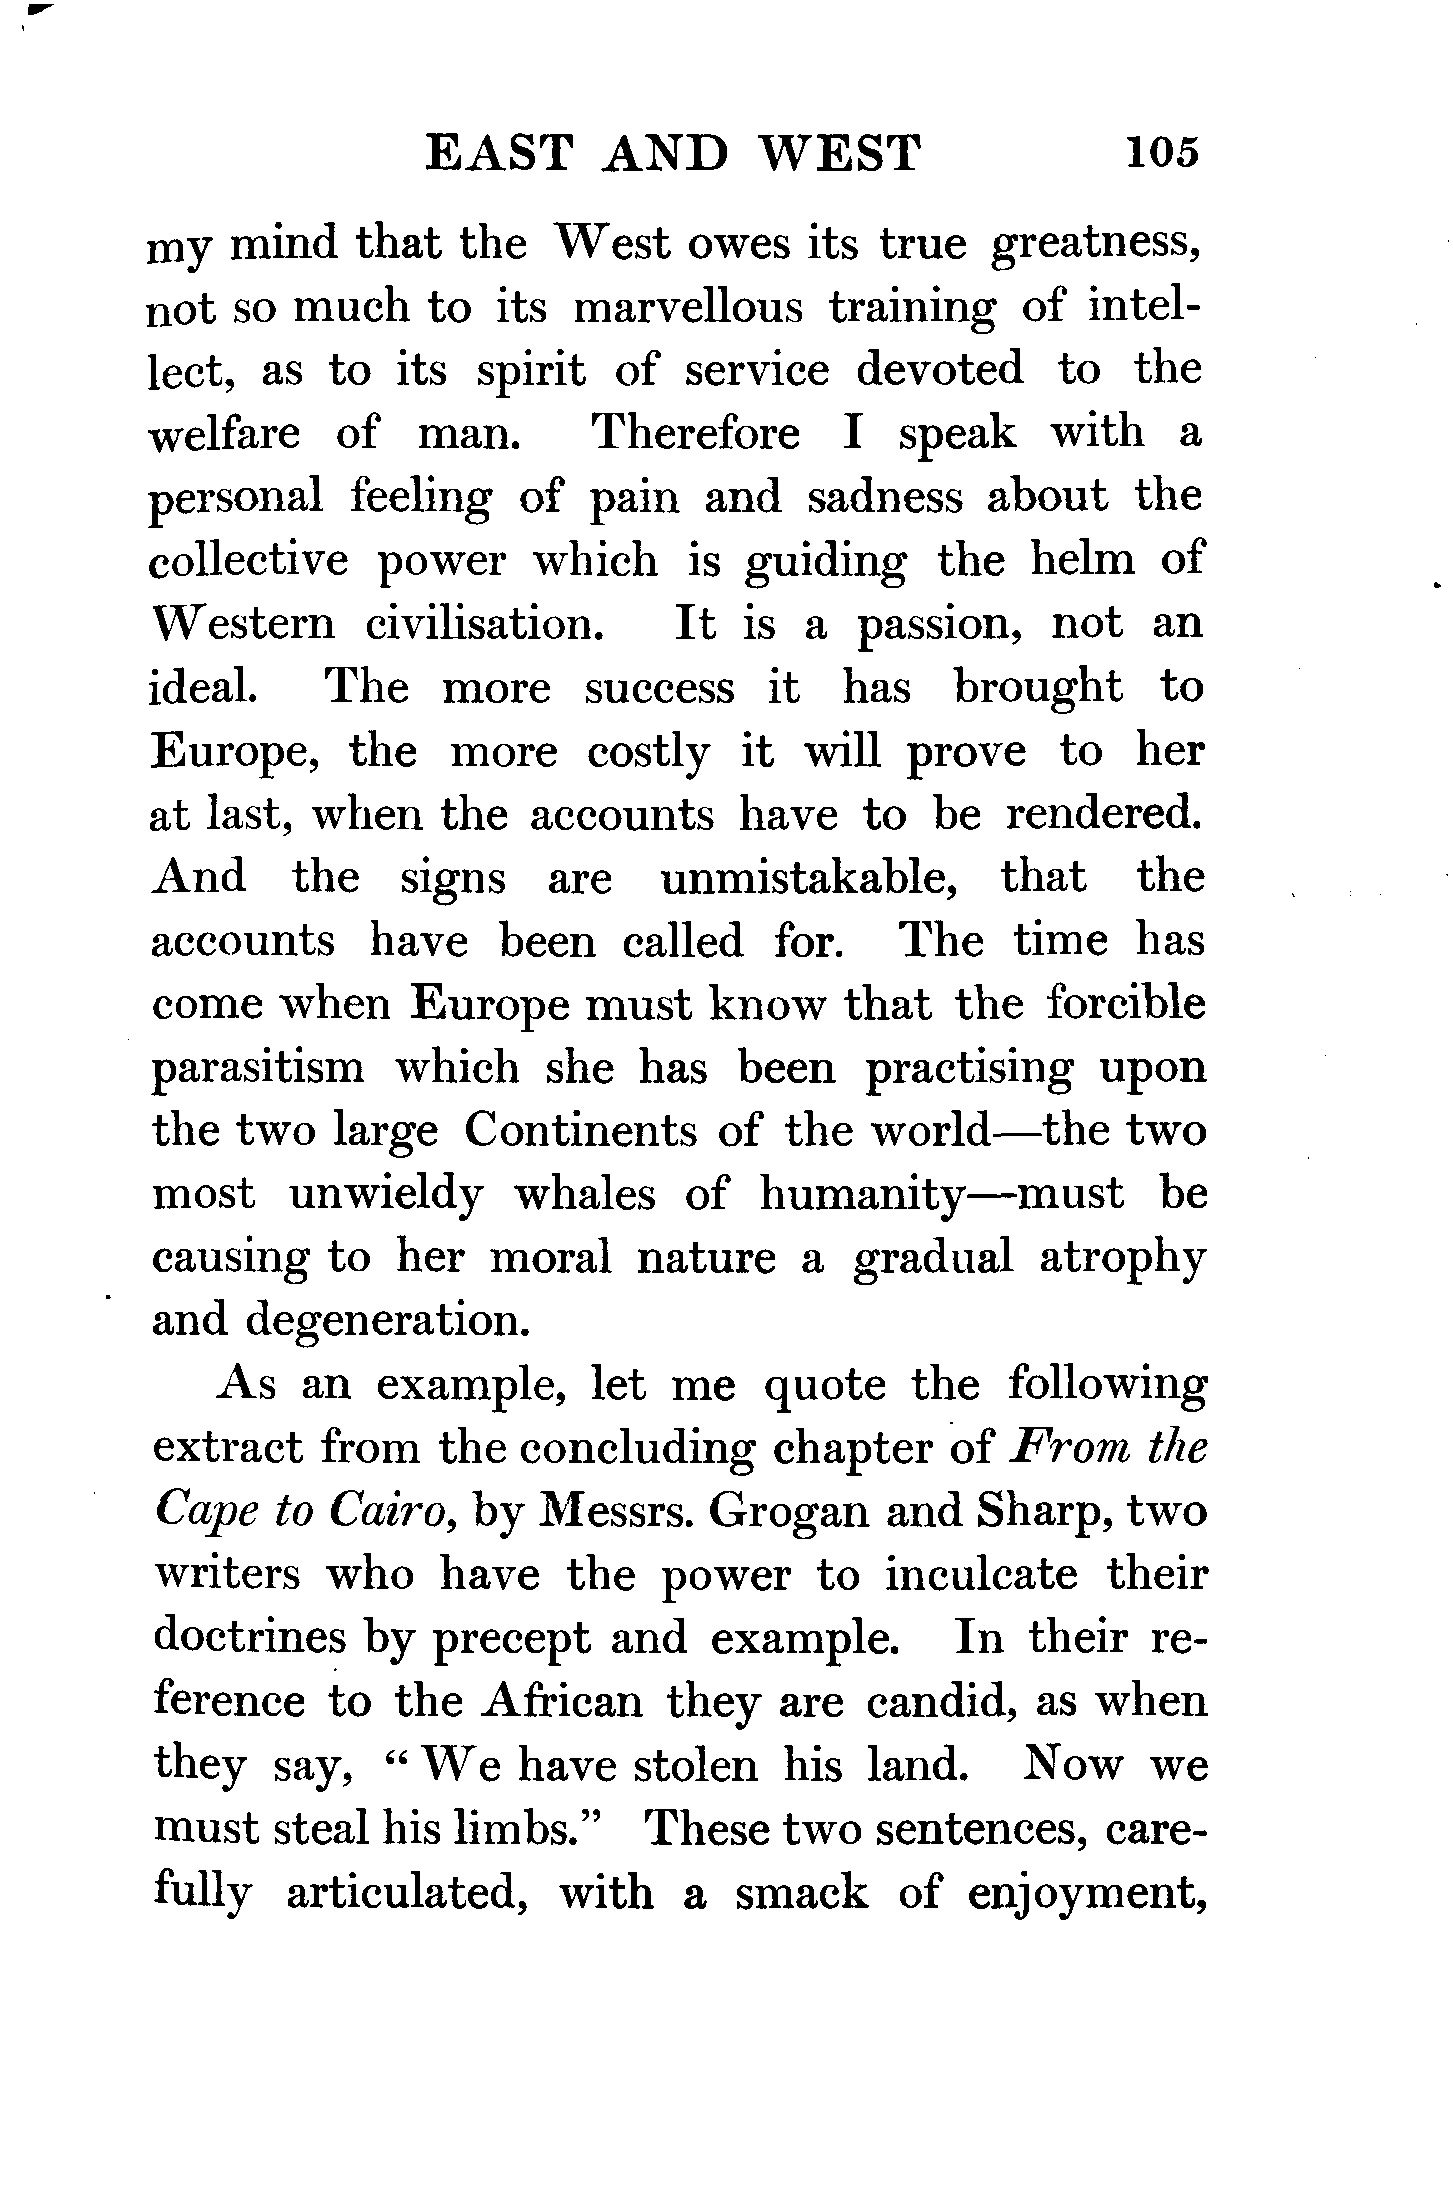 EAST AND WEST 105
my mind that the West owes its true greatness,
not so much to its marvellous training of intel-
lect, as to its spirit of service devoted to the
welfare of man. Therefore I speak with a
personal feeling of pain and sadness about the
collective power which is guiding the helm of
Western civilisation. It is a passion, not an
ideal. The more success it has brought to
Europe, the more costly it will prove to her
at last, when the accounts have to be rendered.
And the signs are unmistakable, that the
accounts have been called for. The time has
come when Europe must know that the forcible
parasitism which she has been practising upon
the two large Continents of the world—the two
most unwieldy whales of humanity—must be
causing to her moral nature a gradual atrophy
and degeneration.
As an example, let me quote the following
extract from the concluding chapter of From the
Cape to Cairo, by Messrs. Grogan and Sharp, two
writers who have the power to inculcate their
doctrines by precept and example. In their re-
ference to the African they are candid, as when
they say, “ We have stolen his land. Now we
must steal his limbs.” These two sentences, care-
fully articulated, with a smack of enjoyment,